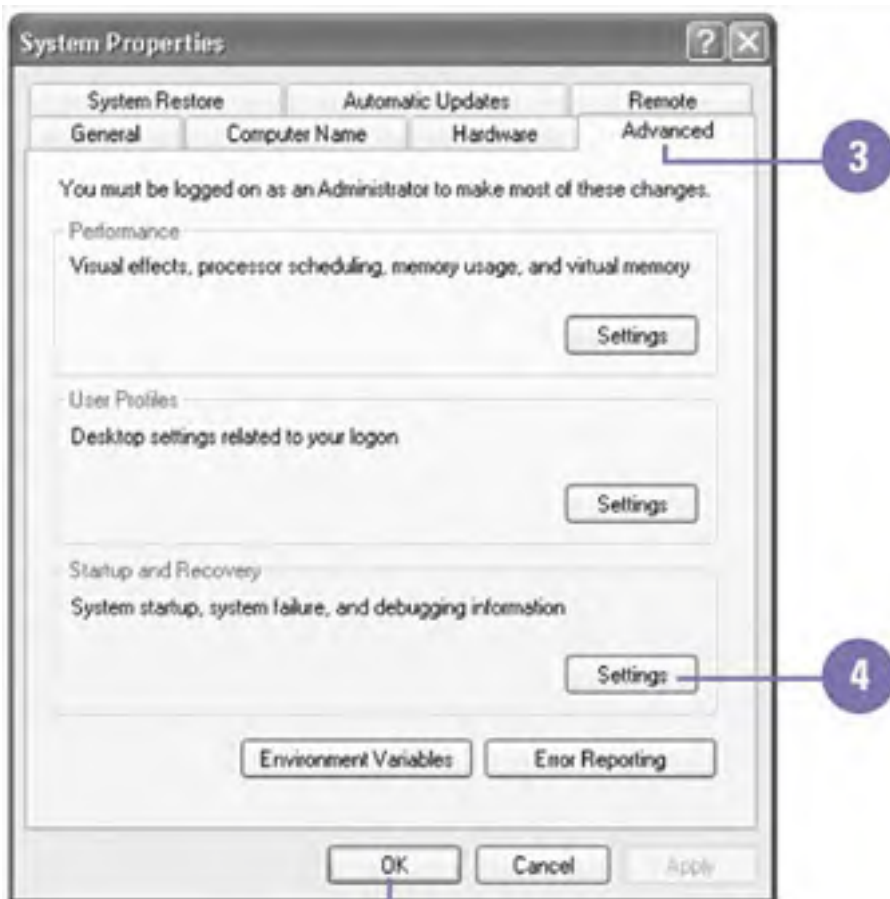 System Properties
System Restore Automatic Updates Remote
General Computer Name Hardware Advanced
3
You must be logged on as an Administrator to make most of these changes.
Performance
Visual effects, processor scheduling, memory usage, and virtual memory
Settings
User Profiles
Desktop settings related to your logon
Settings
Startup and Recovery
System startup, system failure, and debugging information
Settings
4
Environment Variables Error Reporting
OK Cancel Apply